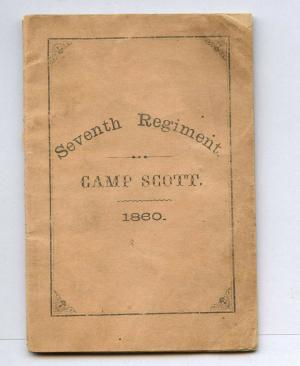 Seventh Regiment.
CAMP SCOTT.
1860.